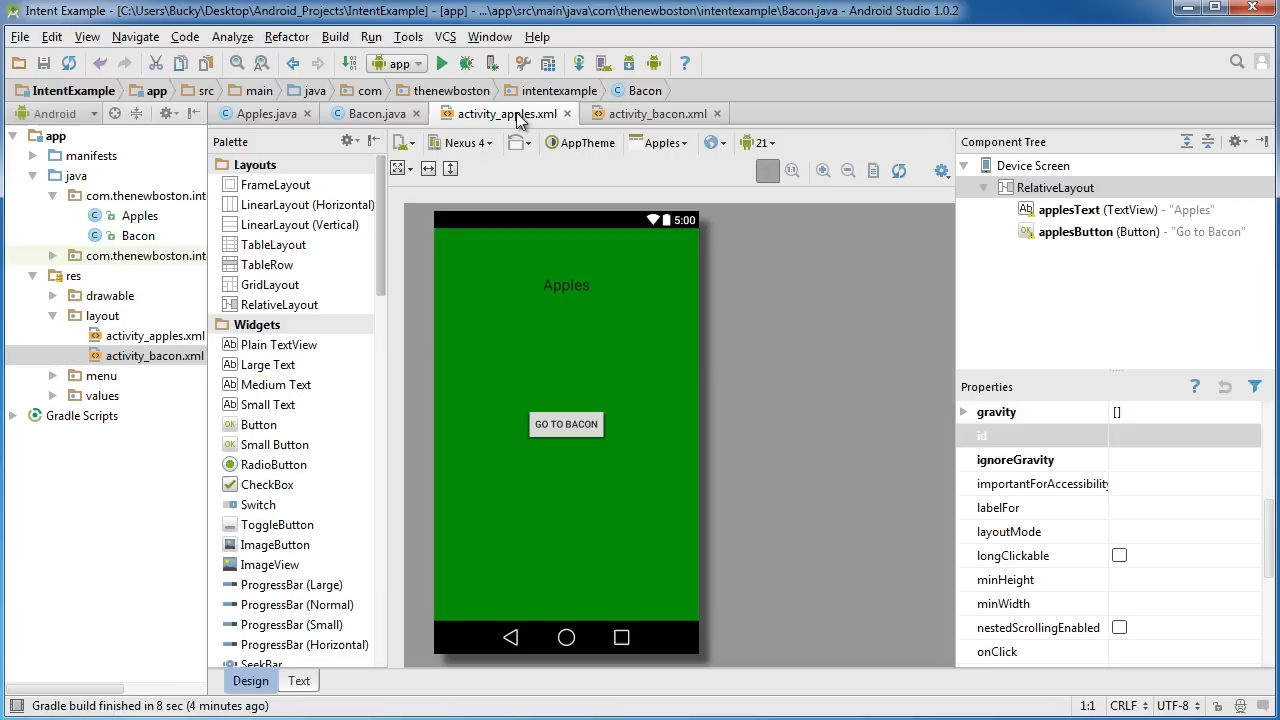 Intent Example - [C:\Users\Bucky\Desktop\Android_Projects\IntentExample] - [app] - ...\app\src\main\java\com\thenewboston\intentexample\Bacon.java - Android Studio 1.0.2
File Edit View Navigate Code Analyze Refactor Build Run Tools VCS Window Help
app
IntentExample app src main java com thenewboston intentexample Bacon
Android
Apples.java Bacon.java activity_apples.xml activity_bacon.xml
app
manifests
java
com.thenewboston.int
Apples
Bacon
com.thenewboston.int
res
drawable
layout
activity_apples.xml
activity_bacon.xml
menu
values
Gradle Scripts
Palette
Layouts
FrameLayout
LinearLayout (Horizontal)
LinearLayout (Vertical)
TableLayout
TableRow
GridLayout
RelativeLayout
Widgets
Plain TextView
Large Text
Medium Text
Small Text
Button
Small Button
RadioButton
CheckBox
Switch
ToggleButton
ImageButton
ImageView
ProgressBar (Large)
ProgressBar (Normal)
ProgressBar (Small)
ProgressBar (Horizontal)
SeekBar
Nexus 4 AppTheme Apples 21
5:00
Apples
GO TO BACON
Component Tree
Device Screen
RelativeLayout
applesText (TextView) - "Apples"
applesButton (Button) - "Go to Bacon"
Properties
gravity []
id
ignoreGravity
importantForAccessibility
labelFor
layoutMode
longClickable
minHeight
minWidth
nestedScrollingEnabled
onClick
Design Text
Gradle build finished in 8 sec (4 minutes ago)
1:1 CRLF UTF-8